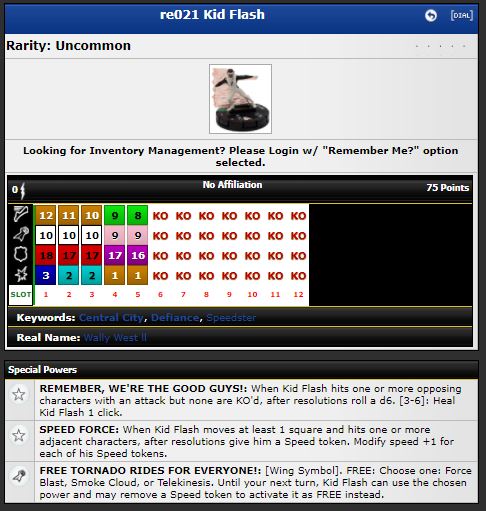 re021 Kid Flash
[DIAL]
Rarity: Uncommon
Looking for Inventory Management? Please Login w/ "Remember Me?" option
selected.
0 No Affiliation 75 Points
12 11 10 9 8 KO KO KO KO KO KO KO
10 10 10 9 9 KO KO KO KO KO KO KO
18 17 17 17 16 KO KO KO KO KO KO KO
3 2 2 1 1 KO KO KO KO KO KO KO
SLOT 1 2 3 4 5 6 7 8 9 10 11 12
Keywords: Central City, Defiance, Speedster
Real Name: Wally West ll
Special Powers
REMEMBER, WE'RE THE GOOD GUYS!: When Kid Flash hits one or more opposing
characters with an attack but none are KO'd, after resolutions roll a d6. [3-6]: Heal
Kid Flash 1 click.
SPEED FORCE: When Kid Flash moves at least 1 square and hits one or more
adjacent characters, after resolutions give him a Speed token. Modify speed +1 for
each of his Speed tokens.
FREE TORNADO RIDES FOR EVERYONE!: [Wing Symbol]. FREE: Choose one: Force
Blast, Smoke Cloud, or Telekinesis. Until your next turn, Kid Flash can use the chosen
power and may remove a Speed token to activate it as FREE instead.